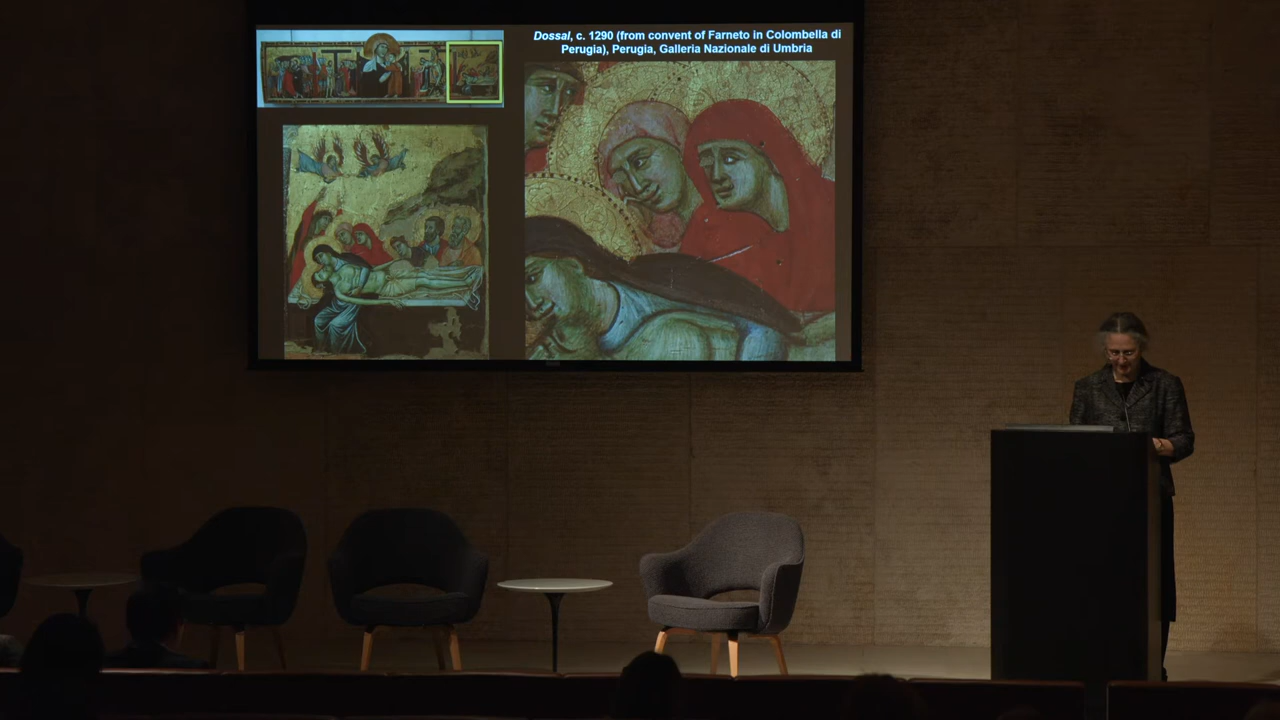 Dossal, c. 1290 (from convent of Farneto in Colombella di
Perugia), Perugia, Galleria Nazionale di Umbria